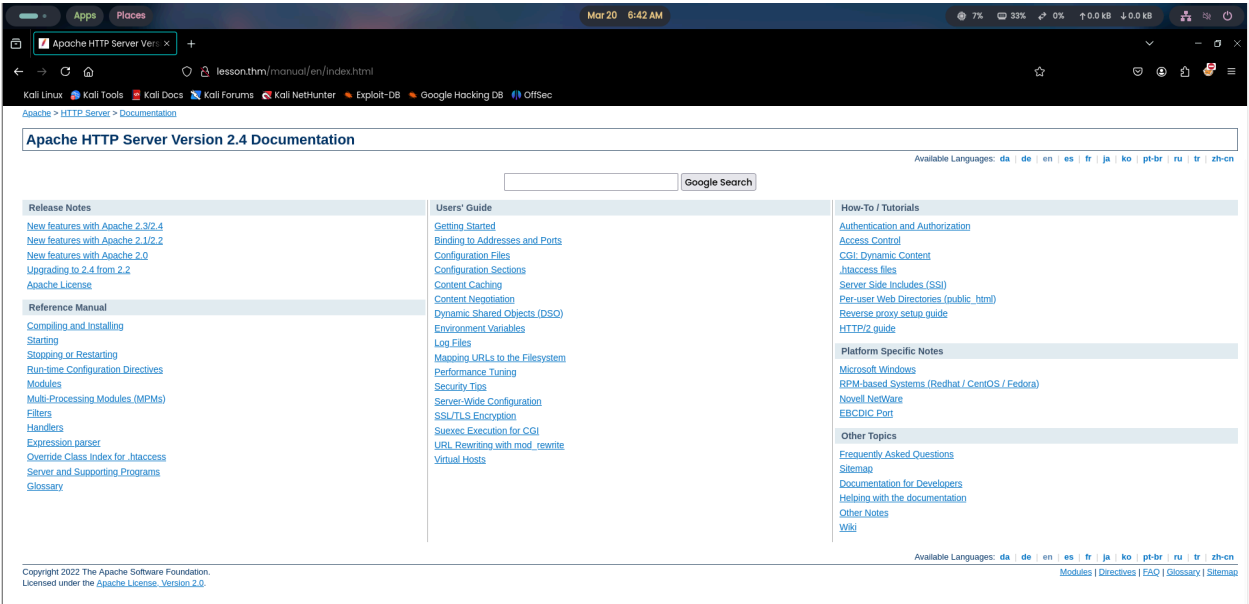 Apps Places Mar 20 6:42 AM 7% 33% 0% ↑0.0 kB ↓0.0 kB
Apache HTTP Server Vers × +
lesson.thm/manual/en/index.html
Kali Linux Kali Tools Kali Docs Kali Forums Kali NetHunter Exploit-DB Google Hacking DB OffSec
Apache > HTTP Server > Documentation
Apache HTTP Server Version 2.4 Documentation
Available Languages: da | de | en | es | fr | ja | ko | pt-br | ru | tr | zh-cn
Google Search
Release Notes
New features with Apache 2.3/2.4
New features with Apache 2.1/2.2
New features with Apache 2.0
Upgrading to 2.4 from 2.2
Apache License
Reference Manual
Compiling and Installing
Starting
Stopping or Restarting
Run-time Configuration Directives
Modules
Multi-Processing Modules (MPMs)
Filters
Handlers
Expression parser
Override Class Index for .htaccess
Server and Supporting Programs
Glossary
Users' Guide
Getting Started
Binding to Addresses and Ports
Configuration Files
Configuration Sections
Content Caching
Content Negotiation
Dynamic Shared Objects (DSO)
Environment Variables
Log Files
Mapping URLs to the Filesystem
Performance Tuning
Security Tips
Server-Wide Configuration
SSL/TLS Encryption
Suexec Execution for CGI
URL Rewriting with mod_rewrite
Virtual Hosts
How-To / Tutorials
Authentication and Authorization
Access Control
CGI: Dynamic Content
.htaccess files
Server Side Includes (SSI)
Per-user Web Directories (public_html)
Reverse proxy setup guide
HTTP/2 guide
Platform Specific Notes
Microsoft Windows
RPM-based Systems (Redhat / CentOS / Fedora)
Novell NetWare
EBCDIC Port
Other Topics
Frequently Asked Questions
Sitemap
Documentation for Developers
Helping with the documentation
Other Notes
Wiki
Available Languages: da | de | en | es | fr | ja | ko | pt-br | ru | tr | zh-cn
Copyright 2022 The Apache Software Foundation.
Licensed under the Apache License, Version 2.0.
Modules | Directives | FAQ | Glossary | Sitemap